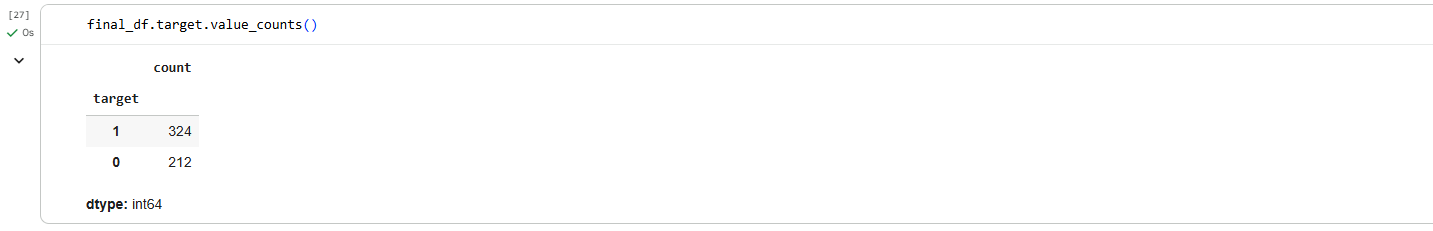 [27]
0s
final_df.target.value_counts()
count
target
1 324
0 212
dtype: int64